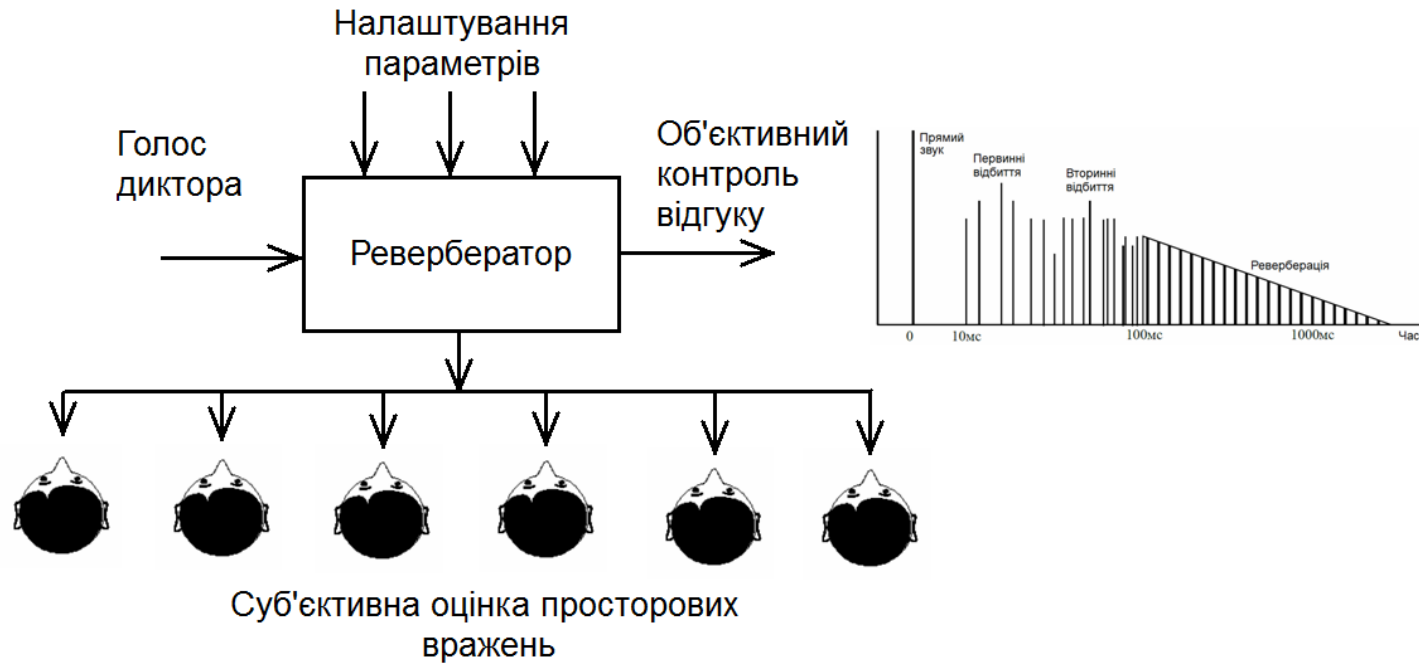 Налаштування
параметрів
Голос
диктора
Об'єктивний
контроль
відгуку
Ревербератор
Прямий
звук
Первинні
відбиття
Вторинні
відбиття
Реверберація
0
10мс
100мс
1000мс
Час
Суб'єктивна оцінка просторових
вражень